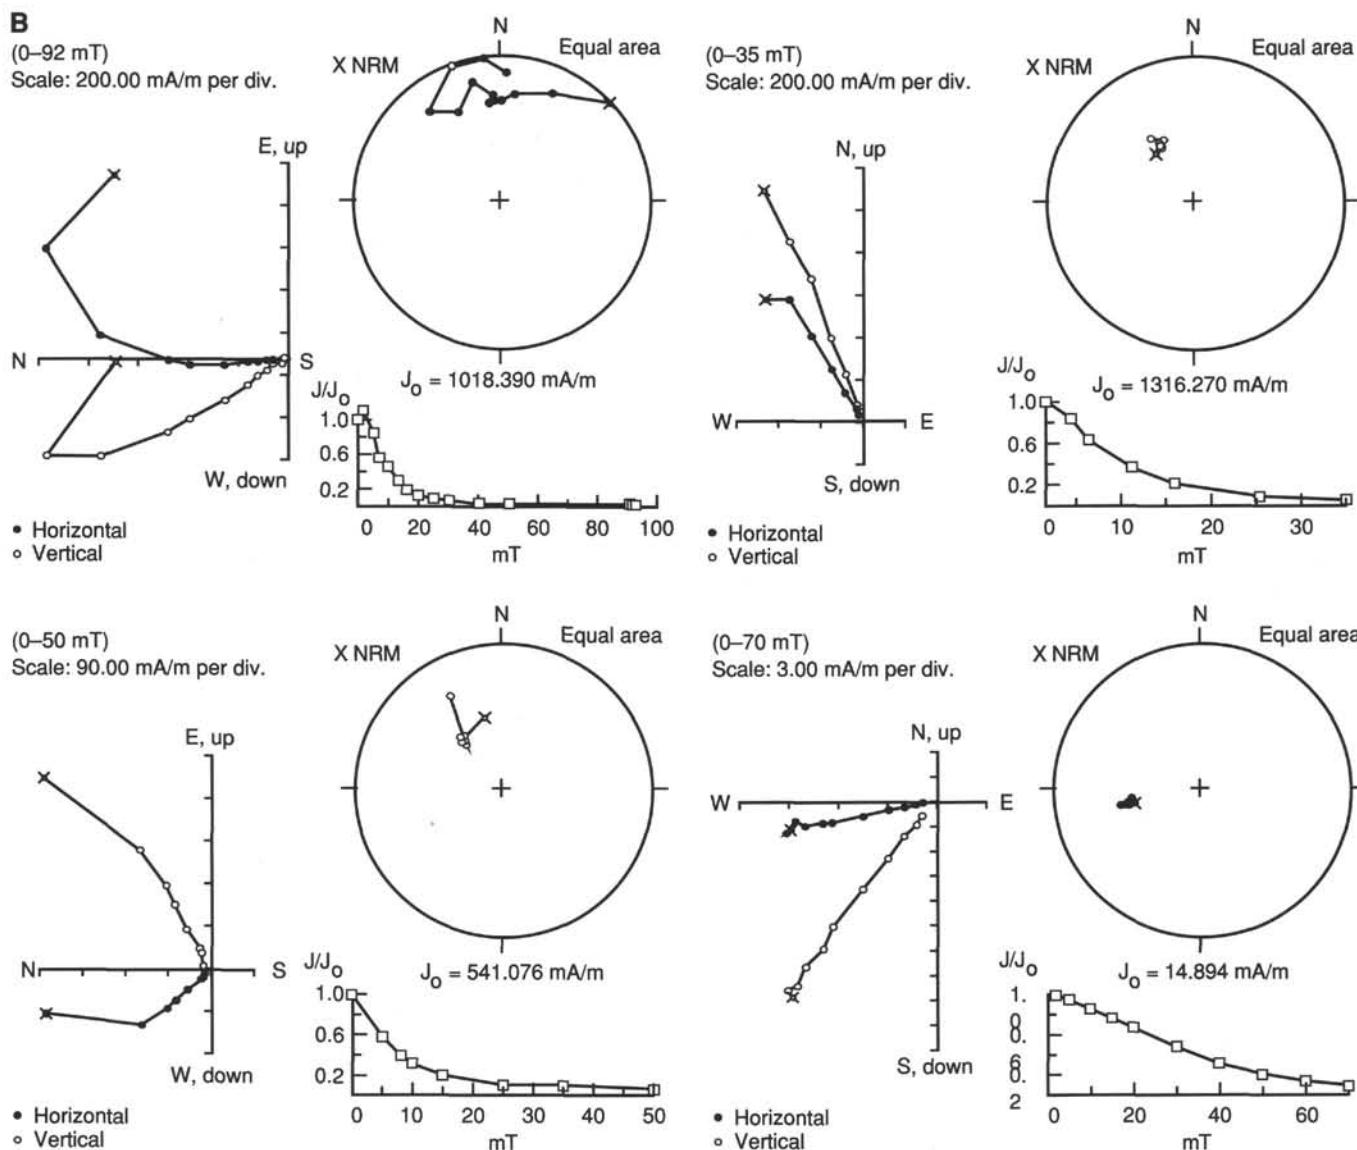 B
(0–92 mT)
Scale: 200.00 mA/m per div.
X NRM
N
Equal area
E, up
N
S
W, down
J/Jo
Jo = 1018.390 mA/m
1.0
0.6
0.2
0 20 40 60 80 100
mT
● Horizontal
○ Vertical
(0–35 mT)
Scale: 200.00 mA/m per div.
X NRM
N
Equal area
N, up
W
E
S, down
J/Jo
Jo = 1316.270 mA/m
1.0
0.6
0.2
0 10 20 30
mT
● Horizontal
○ Vertical
(0–50 mT)
Scale: 90.00 mA/m per div.
X NRM
N
Equal area
E, up
N
S
W, down
J/Jo
Jo = 541.076 mA/m
1.0
0.6
0.2
0 10 20 30 40 50
mT
● Horizontal
○ Vertical
(0–70 mT)
Scale: 3.00 mA/m per div.
X NRM
N
Equal area
N, up
W
E
S, down
J/Jo
Jo = 14.894 mA/m
1.
0
0.
6
0.
2
0 20 40 60
mT
● Horizontal
○ Vertical